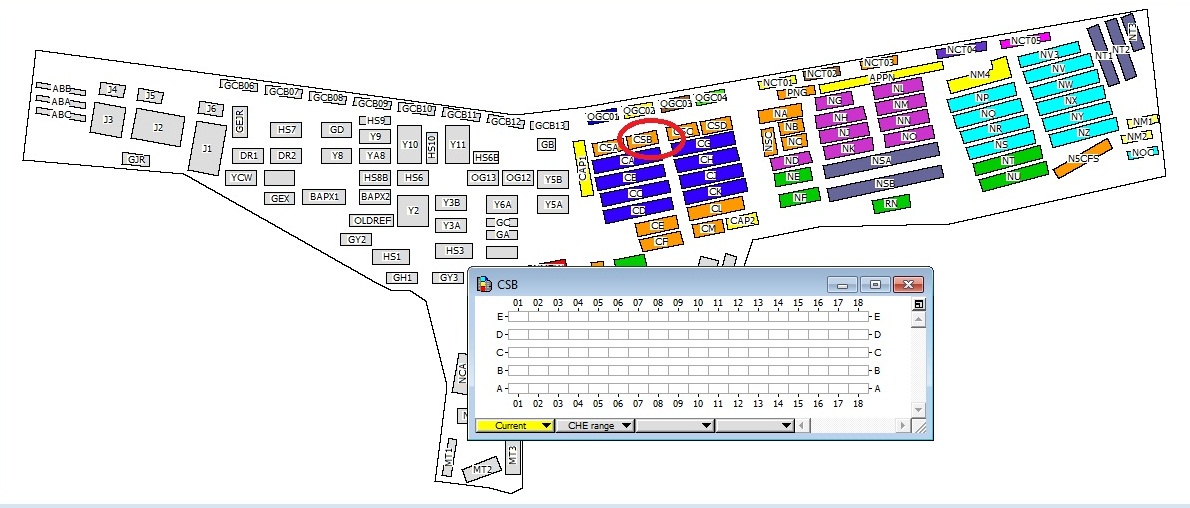 ABB
ABA
ABC
J4
J5
J3
J2
J6
J1
GJR
GCB06
GCB07
GCB08
GCB09
GCB10
GCB11
GCB12
GCB13
GEJR
HS7
GD
HS9
Y9
Y10
HS10
Y11
GB
DR1
DR2
Y8
YA8
HS6B
YCW
HS8B
HS6
OG13
OG12
Y5B
GEX
BAPX1
BAPX2
Y2
Y3B
Y6A
Y5A
OLDREF
Y3A
GC
GA
GY2
HS1
HS3
GH1
GY3
NCA
MT1
MT2
MT3
OGC01
OGC02
OGC03
OGC04
CAP1
CSA
CSB
CSC
CSD
CA
CB
CC
CD
CE
CF
CG
CH
CI
CK
CL
CM
CAP2
NCT01
NCT02
NCT03
NCT04
NCT05
PNG
APPN
NA
NB
NC
NSC
ND
NE
NF
NG
NH
NJ
NK
NL
NM
NN
NO
NSA
NSB
RN
NM4
NP
NQ
NR
NS
NT
NU
NV3
NV
NW
NX
NY
NZ
NSCFS
NT1
NT2
NT3
NM1
NM2
NOC
CSB
01 02 03 04 05 06 07 08 09 10 11 12 13 14 15 16 17 18
E E
D D
C C
B B
A A
01 02 03 04 05 06 07 08 09 10 11 12 13 14 15 16 17 18
Current CHE range